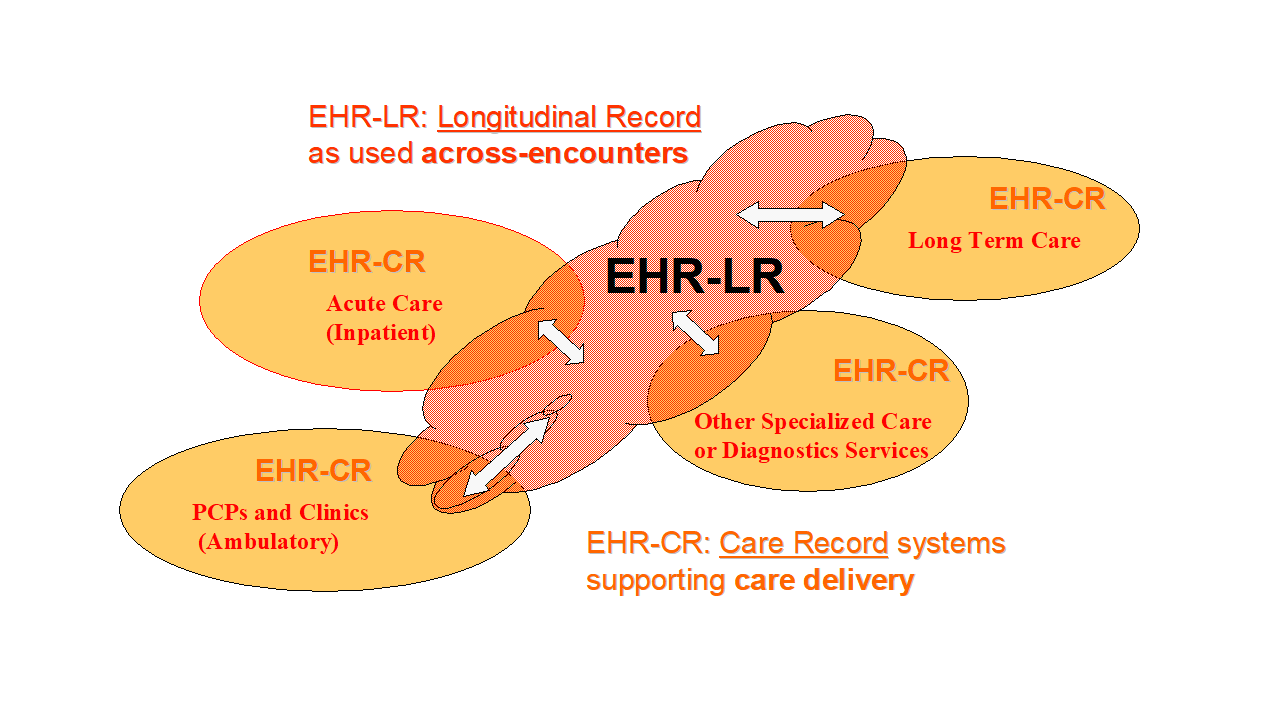 EHR-LR: Longitudinal Record
as used across-encounters
EHR-CR
Long Term Care
EHR-CR
Acute Care
(Inpatient)
EHR-LR
EHR-CR
Other Specialized Care
or Diagnostics Services
EHR-CR
PCPs and Clinics
(Ambulatory)
EHR-CR: Care Record systems
supporting care delivery